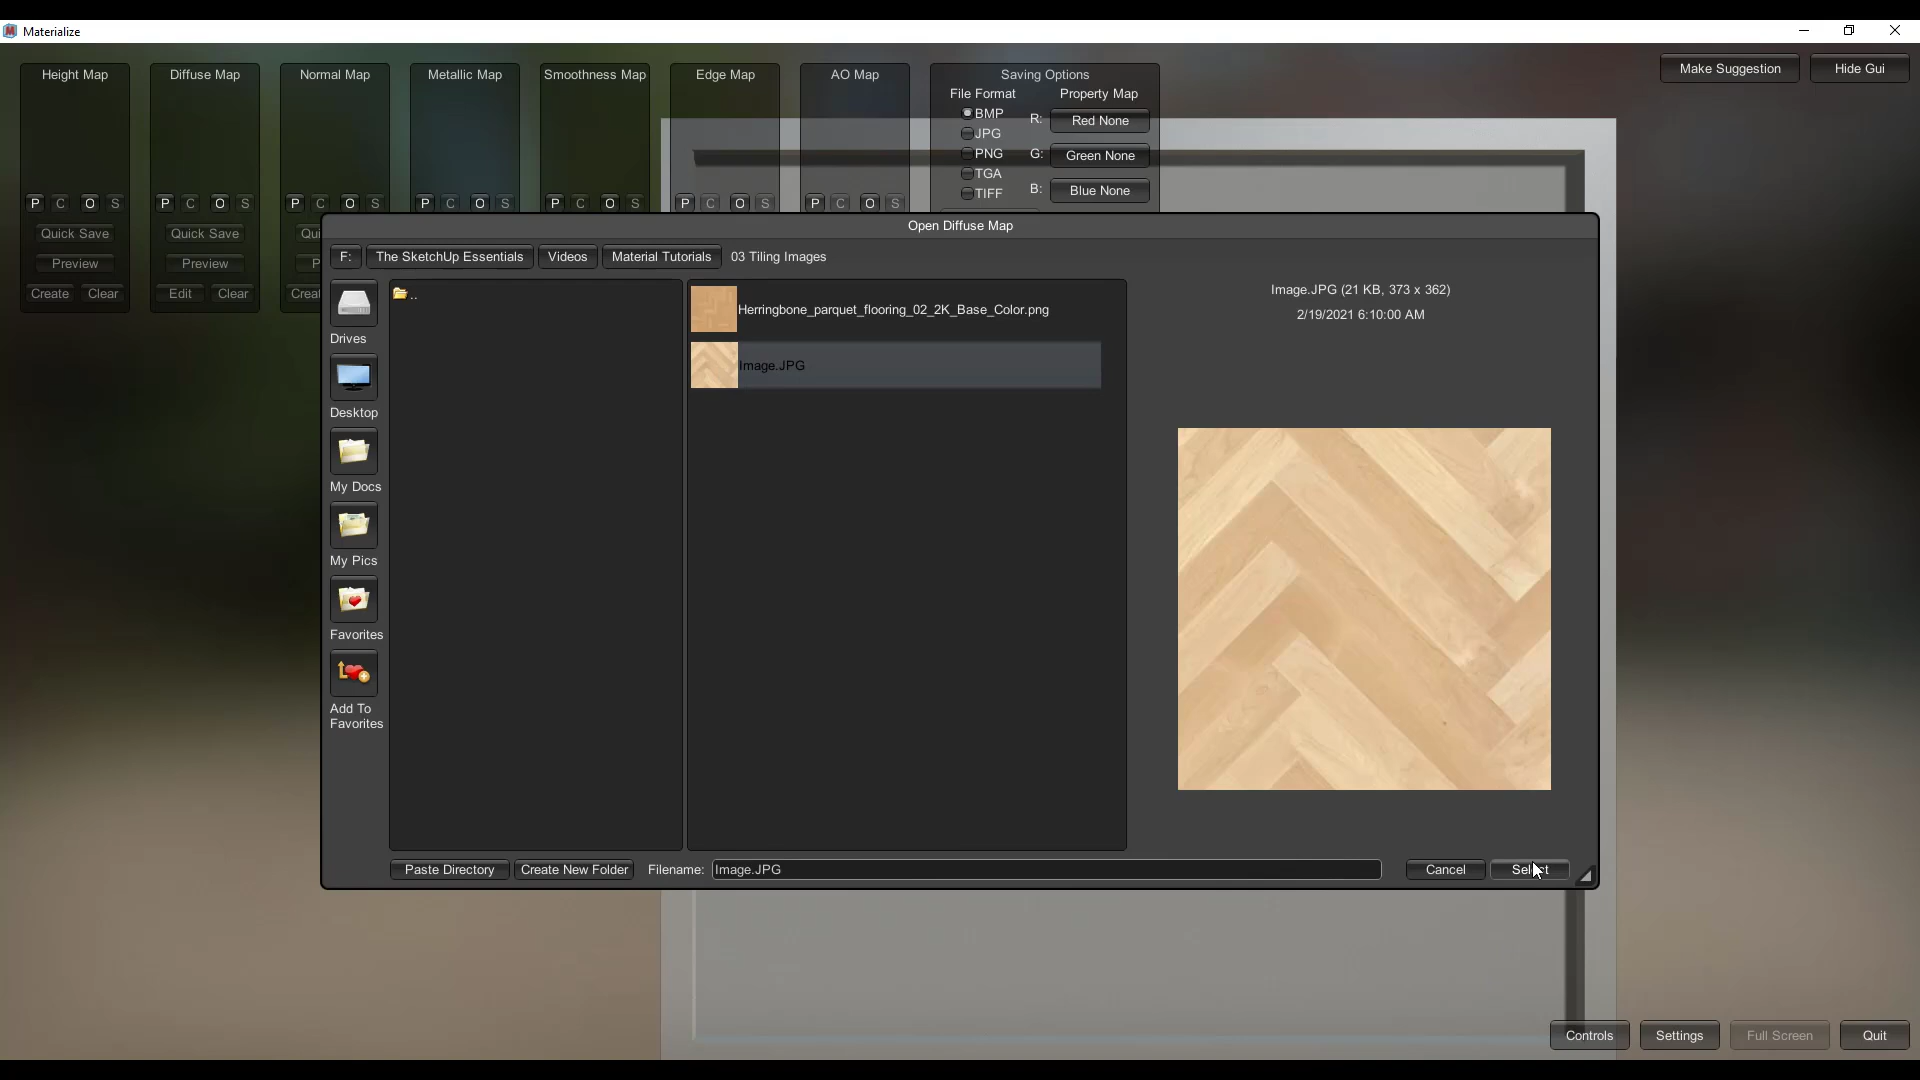 Materialize
Height Map Diffuse Map Normal Map Metallic Map Smoothness Map Edge Map AO Map Saving Options
Make Suggestion Hide Gui
File Format Property Map
BMP R: Red None
JPG
PNG G: Green None
TGA
TIFF B: Blue None
P C O S P C O S P C O S P C O S P C O S P C O S P C O S
Quick Save Quick Save Qui
Preview Preview P
Create Clear Edit Clear Creat
Open Diffuse Map
F: The SketchUp Essentials Videos Material Tutorials 03 Tiling Images
Drives
Desktop
My Docs
My Pics
Favorites
Add To
Favorites
..
Herringbone_parquet_flooring_02_2K_Base_Color.png
Image.JPG
Image.JPG (21 KB, 373 x 362)
2/19/2021 6:10:00 AM
Paste Directory Create New Folder Filename: Image.JPG Cancel Select
Controls Settings Full Screen Quit